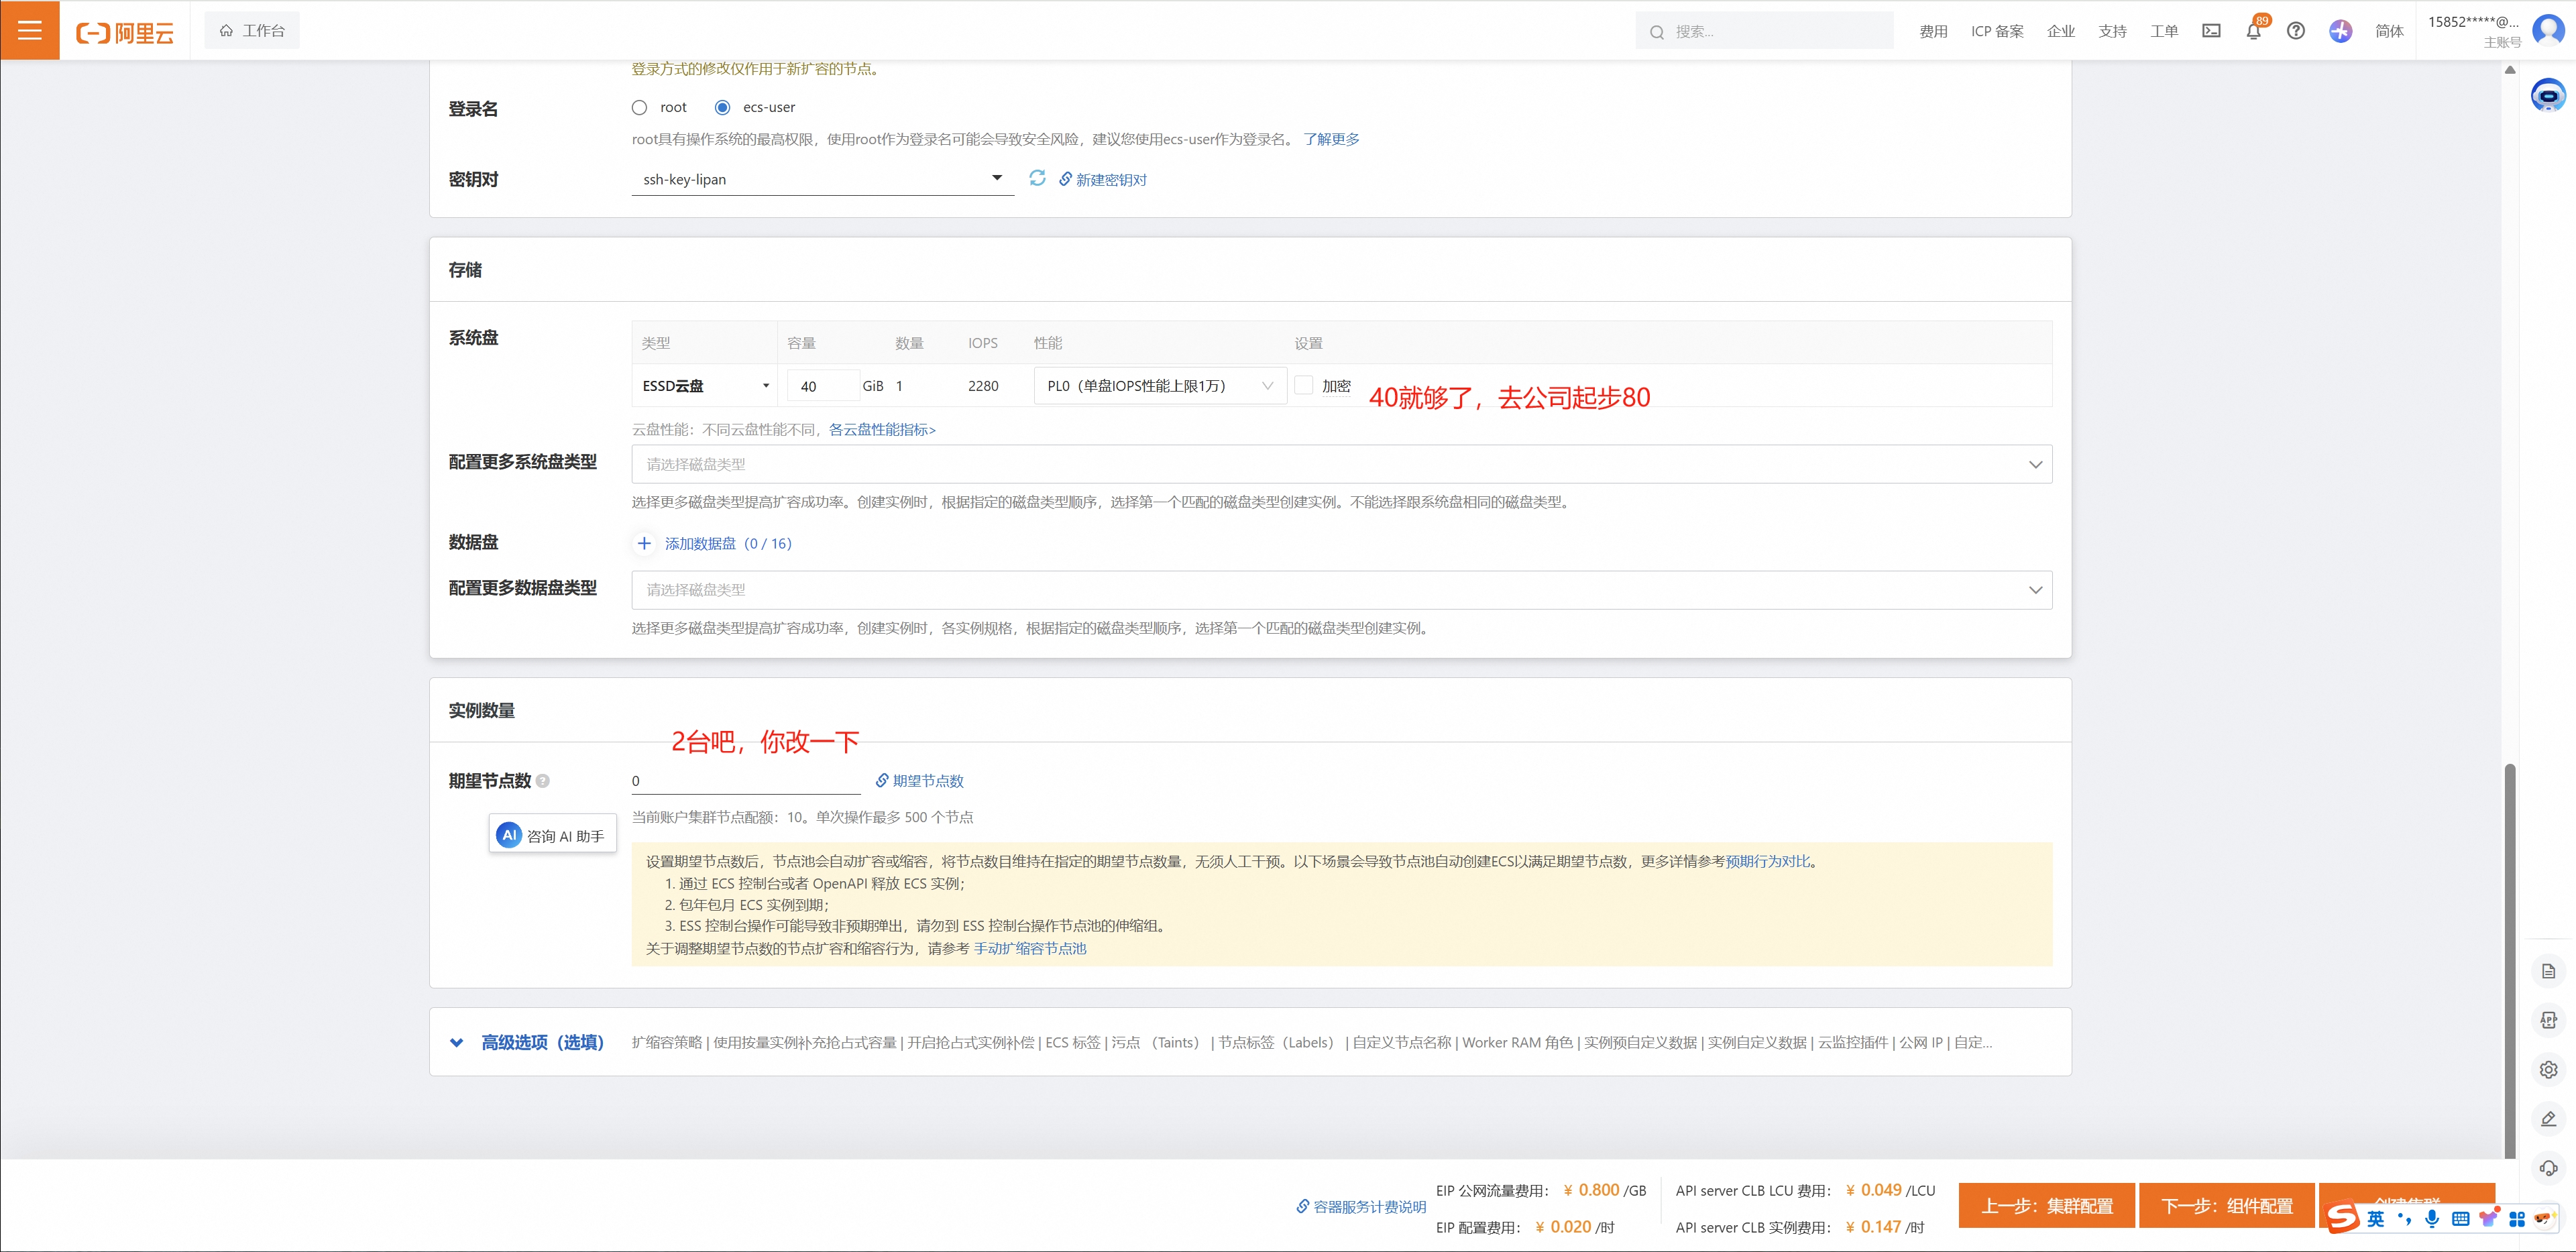 阿里云
工作台
搜索...
费用
ICP 备案
企业
支持
工单
89
简体
15852*****@...
主账号
登录方式的修改仅作用于新扩容的节点。
登录名
root
ecs-user
root具有操作系统的最高权限，使用root作为登录名可能会导致安全风险，建议您使用ecs-user作为登录名。 了解更多
密钥对
ssh-key-lipan
新建密钥对
存储
系统盘
类型 容量 数量 IOPS 性能 设置
ESSD云盘 40 GiB 1 2280 PL0（单盘IOPS性能上限1万） 加密
40就够了，去公司起步80
云盘性能：不同云盘性能不同，各云盘性能指标>
配置更多系统盘类型
请选择磁盘类型
选择更多磁盘类型提高扩容成功率。创建实例时，根据指定的磁盘类型顺序，选择第一个匹配的磁盘类型创建实例。不能选择跟系统盘相同的磁盘类型。
数据盘
添加数据盘（0 / 16）
配置更多数据盘类型
请选择磁盘类型
选择更多磁盘类型提高扩容成功率，创建实例时，各实例规格，根据指定的磁盘类型顺序，选择第一个匹配的磁盘类型创建实例。
实例数量
2台吧，你改一下
期望节点数
0
期望节点数
当前账户集群节点配额：10。单次操作最多 500 个节点
AI 咨询 AI 助手
设置期望节点数后，节点池会自动扩容或缩容，将节点数目维持在指定的期望节点数量，无须人工干预。以下场景会导致节点池自动创建ECS以满足期望节点数，更多详情参考预期行为对比。
1. 通过 ECS 控制台或者 OpenAPI 释放 ECS 实例；
2. 包年包月 ECS 实例到期；
3. ESS 控制台操作可能导致非预期弹出，请勿到 ESS 控制台操作节点池的伸缩组。
关于调整期望节点数的节点扩容和缩容行为，请参考 手动扩缩容节点池
高级选项（选填）
扩缩容策略 | 使用按量实例补充抢占式容量 | 开启抢占式实例补偿 | ECS 标签 | 污点 （Taints） | 节点标签（Labels） | 自定义节点名称 | Worker RAM 角色 | 实例预自定义数据 | 实例自定义数据 | 云监控插件 | 公网 IP | 自定...
APP
容器服务计费说明
EIP 公网流量费用： ¥ 0.800 /GB
API server CLB LCU 费用： ¥ 0.049 /LCU
EIP 配置费用： ¥ 0.020 /时
API server CLB 实例费用： ¥ 0.147 /时
上一步：集群配置
下一步：组件配置
创建集群
英